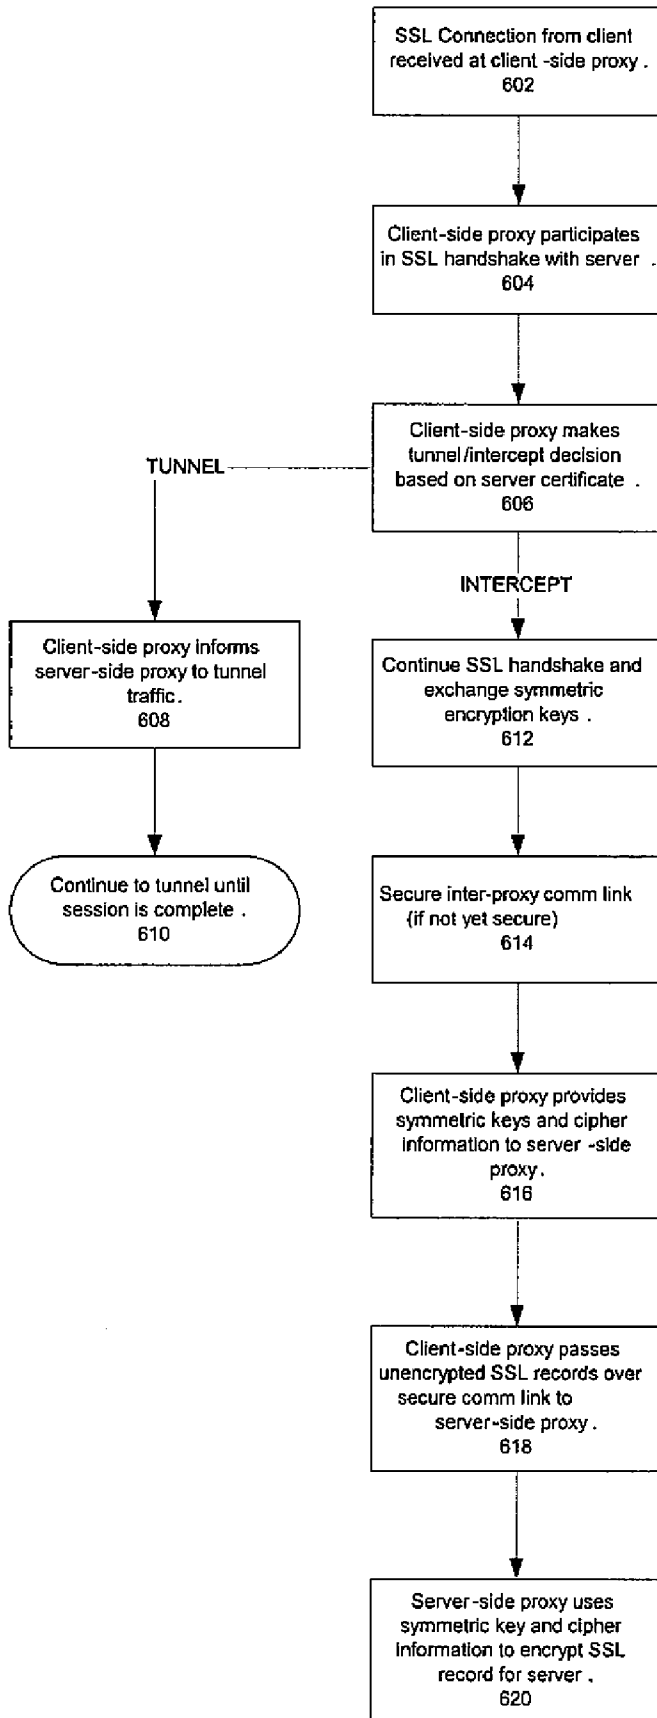 SSL Connection from client
received at client -side proxy .
602
Client-side proxy participates
in SSL handshake with server .
604
Client-side proxy makes
tunnel/intercept decision
based on server certificate .
606
TUNNEL
INTERCEPT
Client-side proxy informs
server-side proxy to tunnel
traffic .
608
Continue SSL handshake and
exchange symmetric
encryption keys .
612
Continue to tunnel until
session is complete .
610
Secure inter-proxy comm link
(if not yet secure)
614
Client-side proxy provides
symmetric keys and cipher
information to server -side
proxy .
616
Client-side proxy passes
unencrypted SSL records over
secure comm link to
server-side proxy .
618
Server-side proxy uses
symmetric key and cipher
information to encrypt SSL
record for server .
620